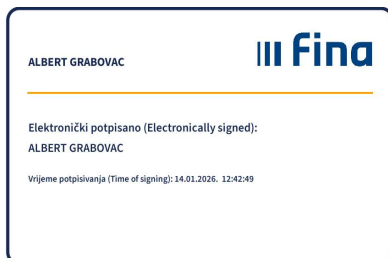 ALBERT GRABOVAC
fina
Elektronički potpisano (Electronically signed):
ALBERT GRABOVAC
Vrijeme potpisivanja (Time of signing): 14.01.2026. 12:42:49